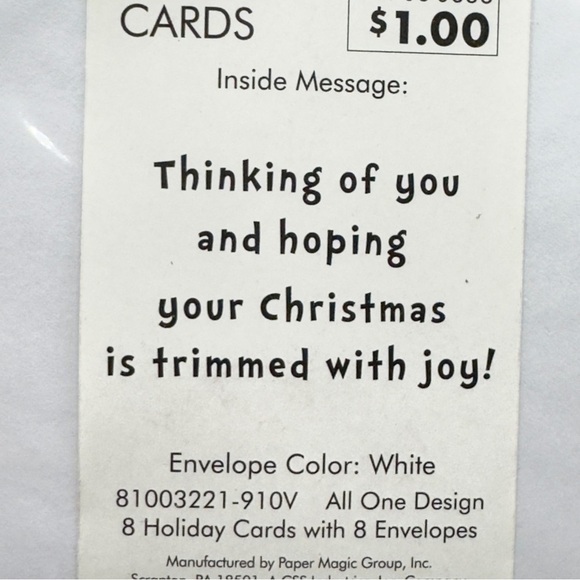 CARDS
$1.00
Inside Message:
Thinking of you
and hoping
your Christmas
is trimmed with joy!
Envelope Color: White
81003221-910V All One Design
8 Holiday Cards with 8 Envelopes
Manufactured by Paper Magic Group, Inc.